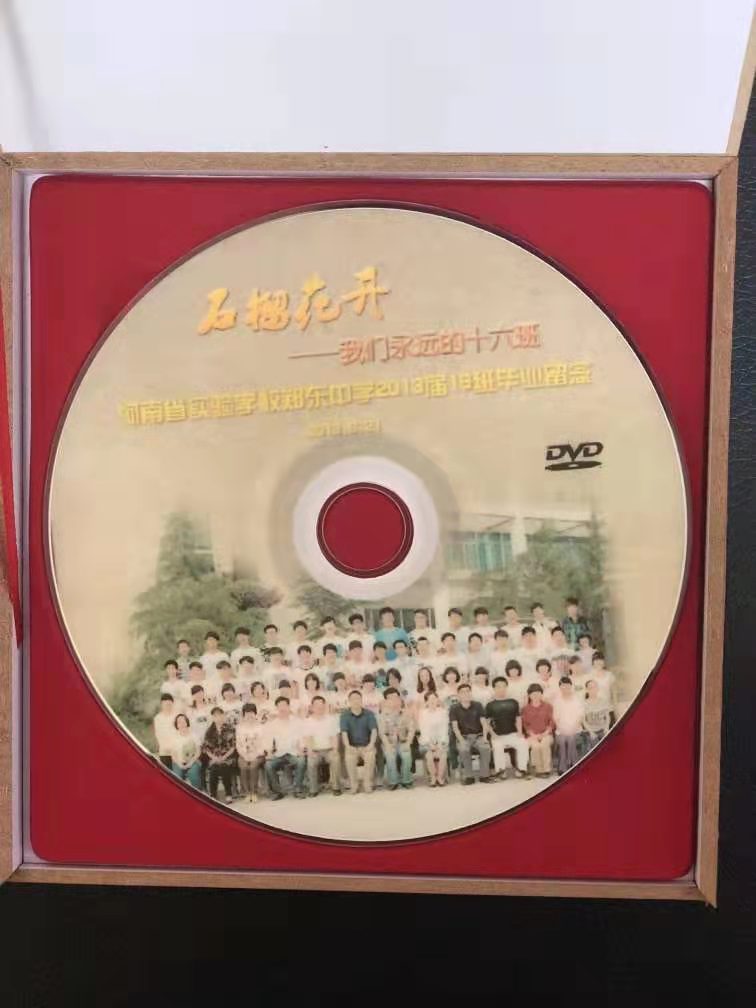 石榴花开
——我们永远的十六班
河南省实验学校郑东中学2013届16班毕业留念
DVD